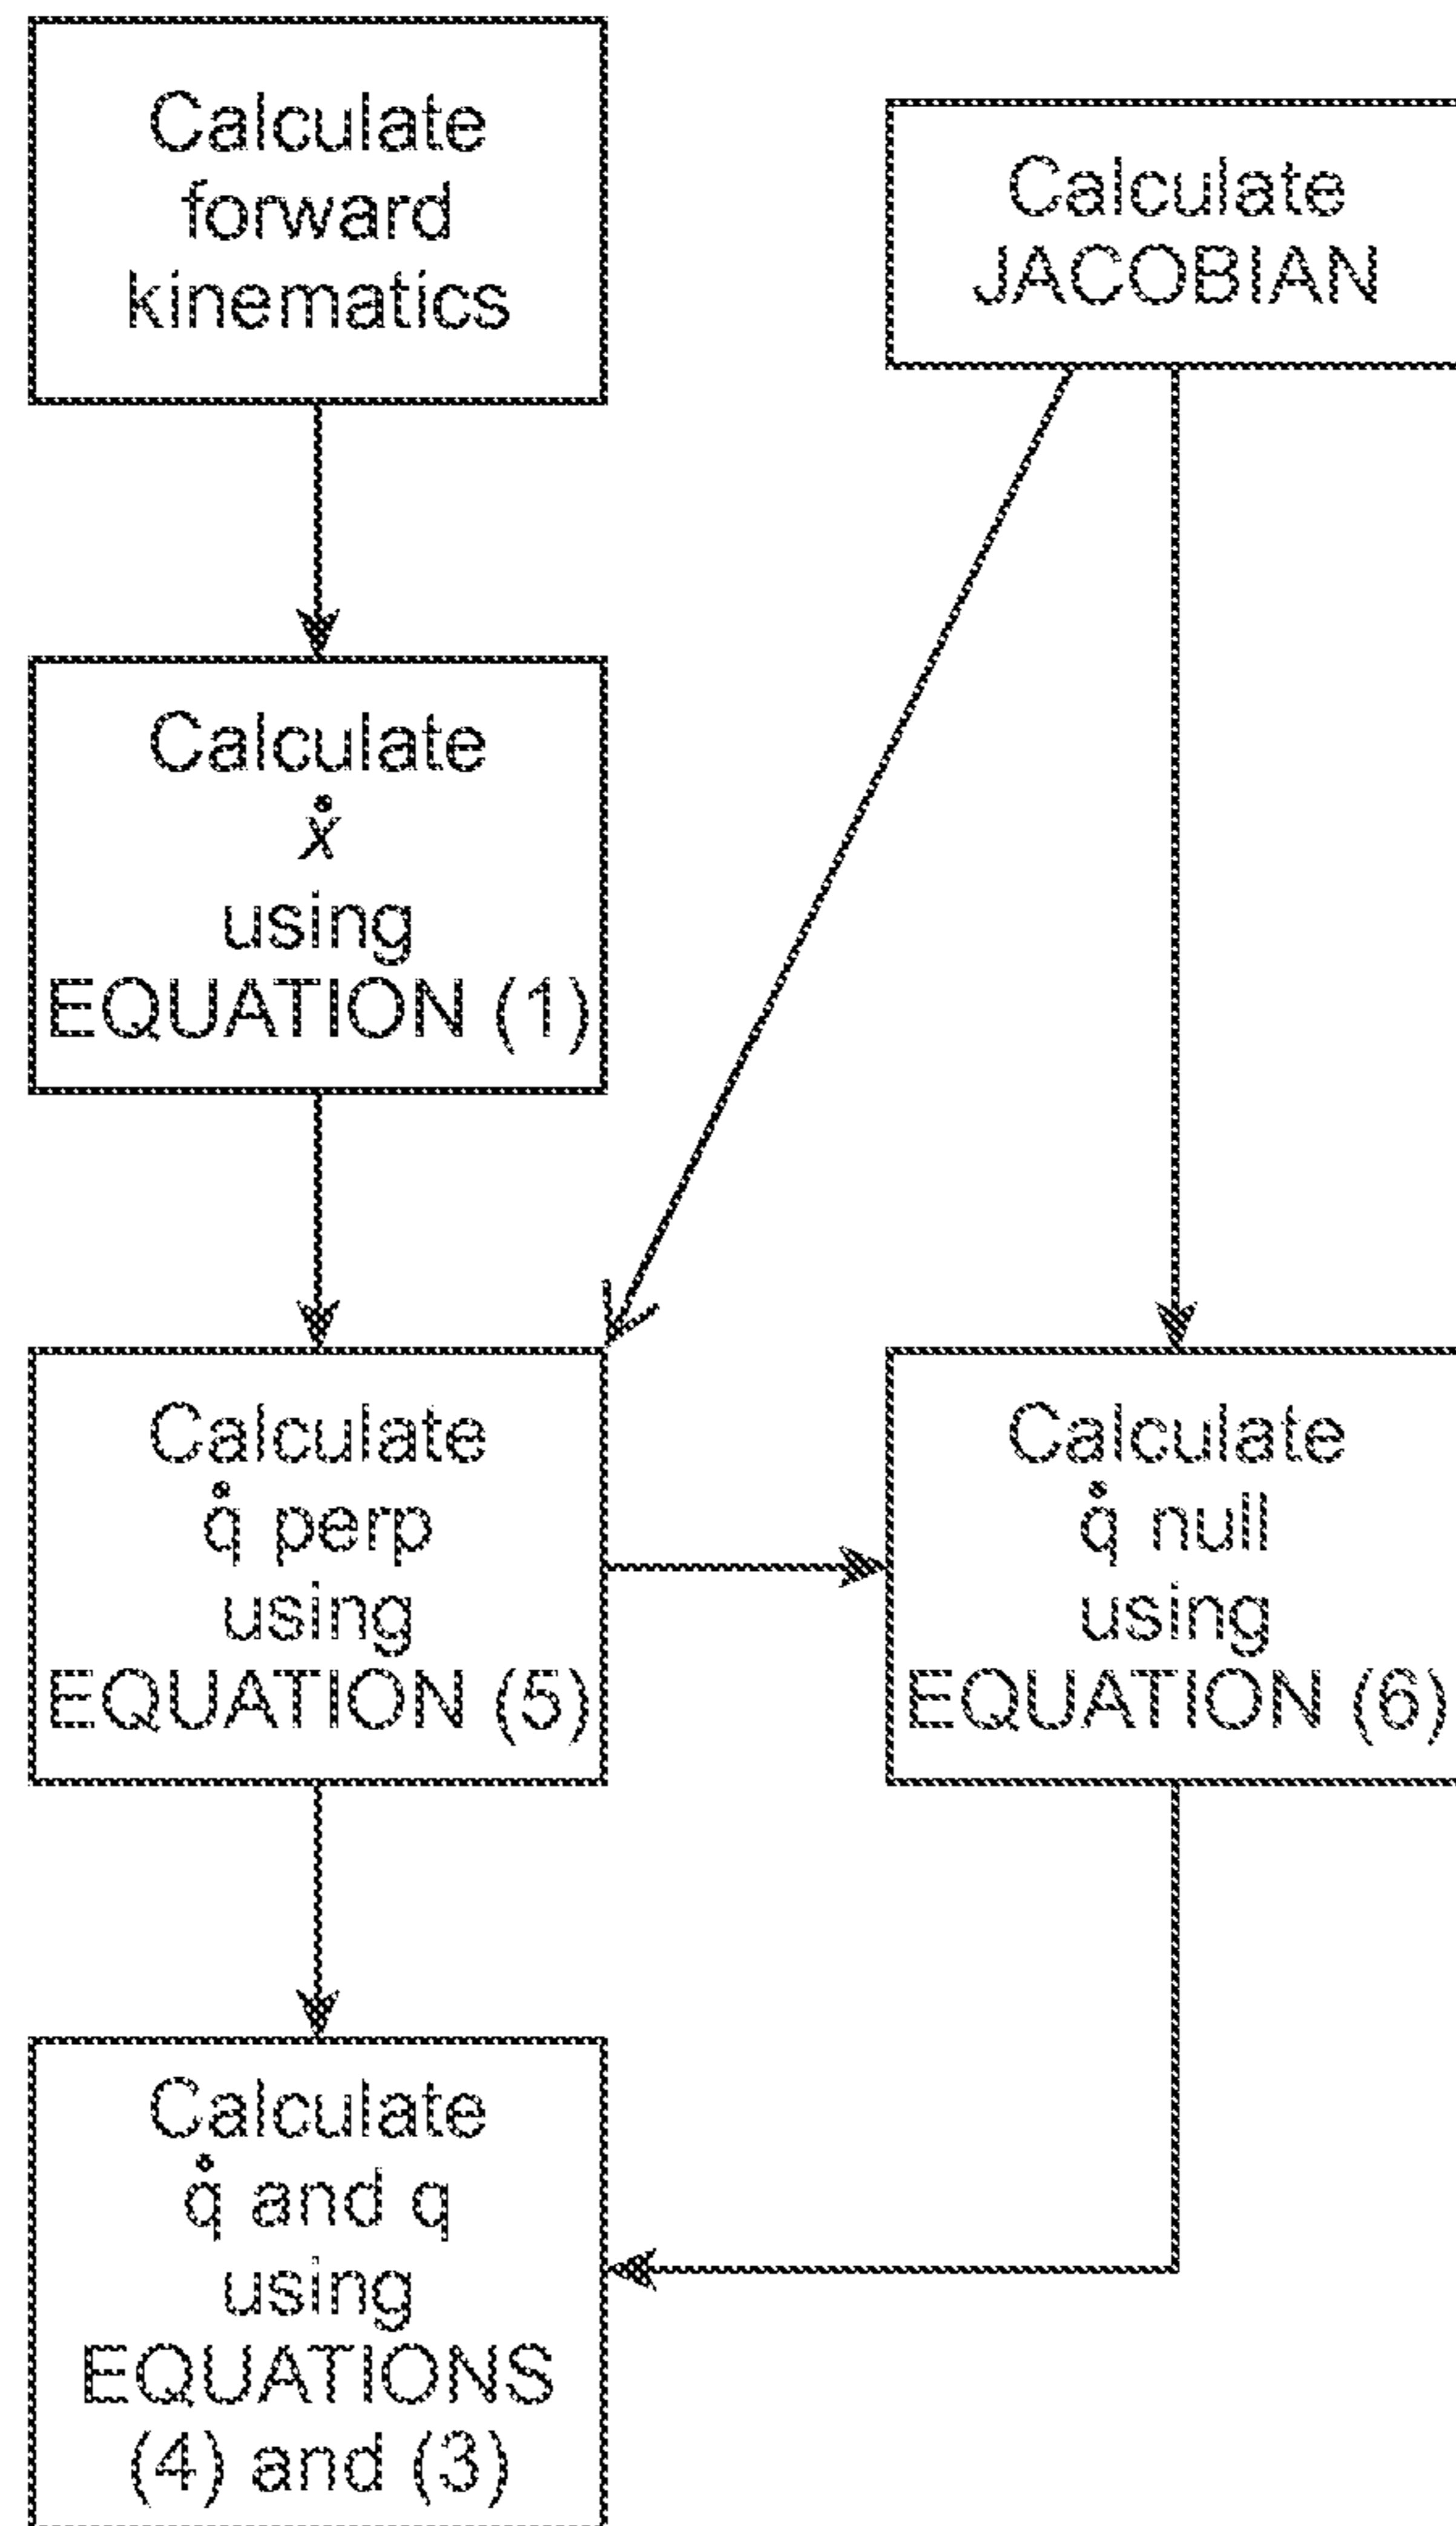 Calculate
forward
kinematics
Calculate
JACOBIAN
Calculate
ẋ
using
EQUATION (1)
Calculate
q̇ perp
using
EQUATION (5)
Calculate
q̇ null
using
EQUATION (6)
Calculate
q̇ and q
using
EQUATIONS
(4) and (3)